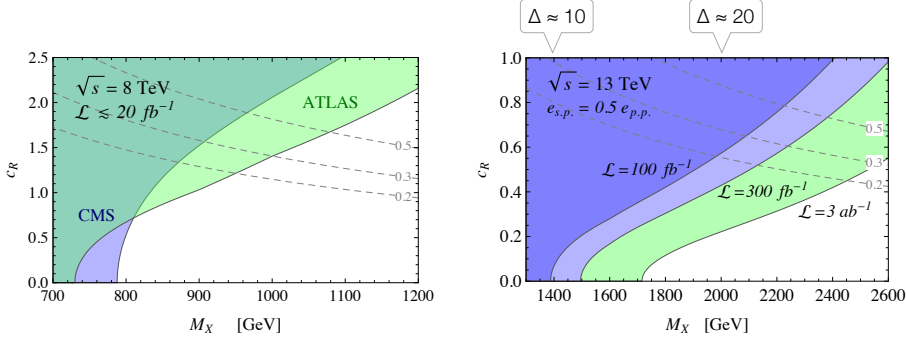 Δ ≈ 10
Δ ≈ 20
2.5
2.0
1.5
1.0
0.5
0.0
c_R
√s = 8 TeV
𝓛 ≲ 20 fb⁻¹
ATLAS
CMS
0.5
0.3
0.2
700
800
900
1000
1100
1200
M_X [GeV]
1.0
0.8
0.6
0.4
0.2
0.0
c_R
√s = 13 TeV
e_{s.p.} = 0.5 e_{p.p.}
𝓛 = 100 fb⁻¹
𝓛 = 300 fb⁻¹
𝓛 = 3 ab⁻¹
0.5
0.3
0.2
1400
1600
1800
2000
2200
2400
2600
M_X [GeV]